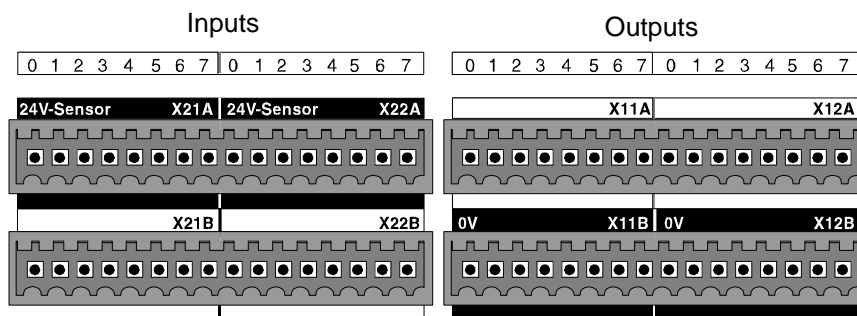 Inputs
Outputs
0 1 2 3 4 5 6 7 0 1 2 3 4 5 6 7
0 1 2 3 4 5 6 7 0 1 2 3 4 5 6 7
24V-Sensor X21A 24V-Sensor X22A
X11A X12A
X21B X22B
0V X11B 0V X12B